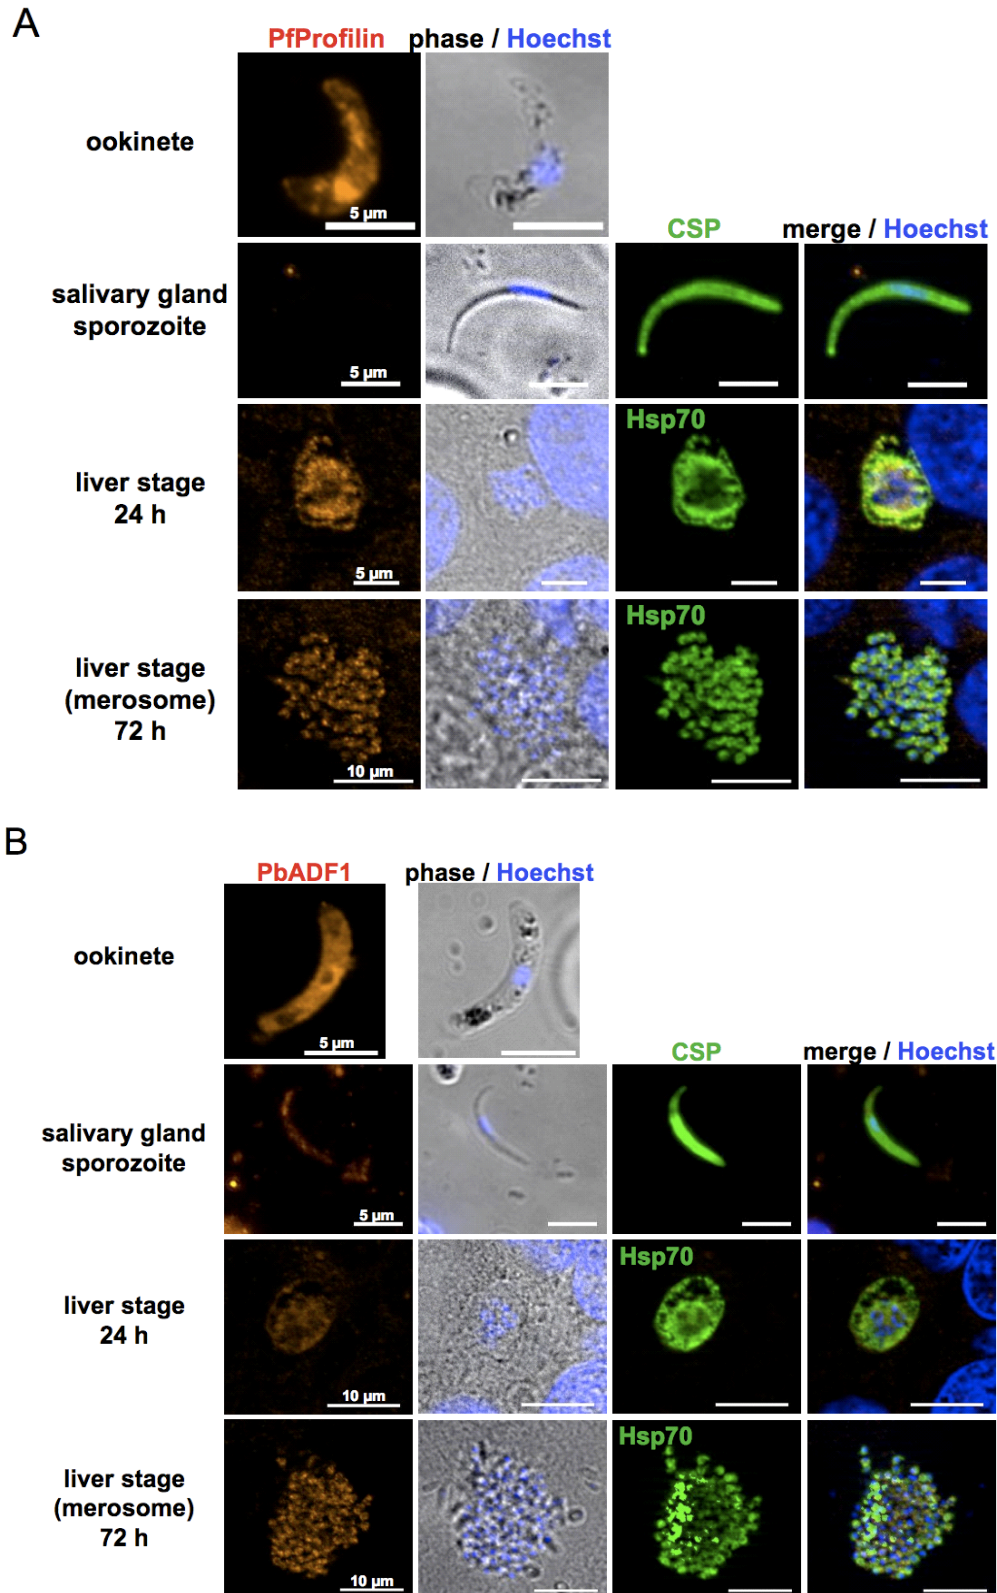 A
PfProfilin phase / Hoechst
ookinete
5 µm
CSP merge / Hoechst
salivary gland
sporozoite
5 µm
Hsp70
liver stage
24 h
5 µm
Hsp70
liver stage
(merosome)
72 h
10 µm
B
PbADF1 phase / Hoechst
ookinete
5 µm
CSP merge / Hoechst
salivary gland
sporozoite
5 µm
Hsp70
liver stage
24 h
10 µm
Hsp70
liver stage
(merosome)
72 h
10 µm